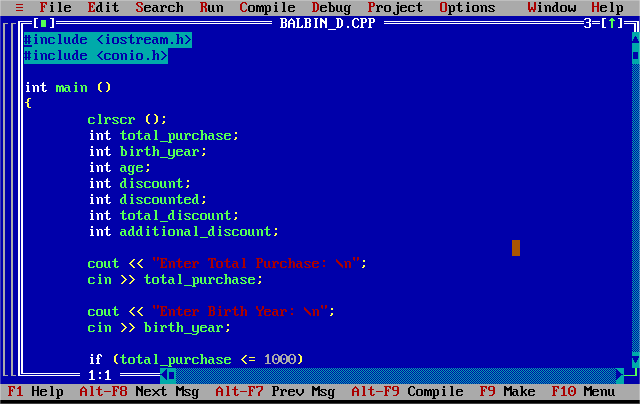 ≡ File Edit Search Run Compile Debug Project Options Window Help
[■] BALBIN_D.CPP 3=[↑]
#include <iostream.h>
#include <conio.h>
int main ()
{
clrscr ();
int total_purchase;
int birth_year;
int age;
int discount;
int discounted;
int total_discount;
int additional_discount;
cout << "Enter Total Purchase: \n";
cin >> total_purchase;
cout << "Enter Birth Year: \n";
cin >> birth_year;
if (total_purchase <= 1000)
1:1
F1 Help Alt-F8 Next Msg Alt-F7 Prev Msg Alt-F9 Compile F9 Make F10 Menu